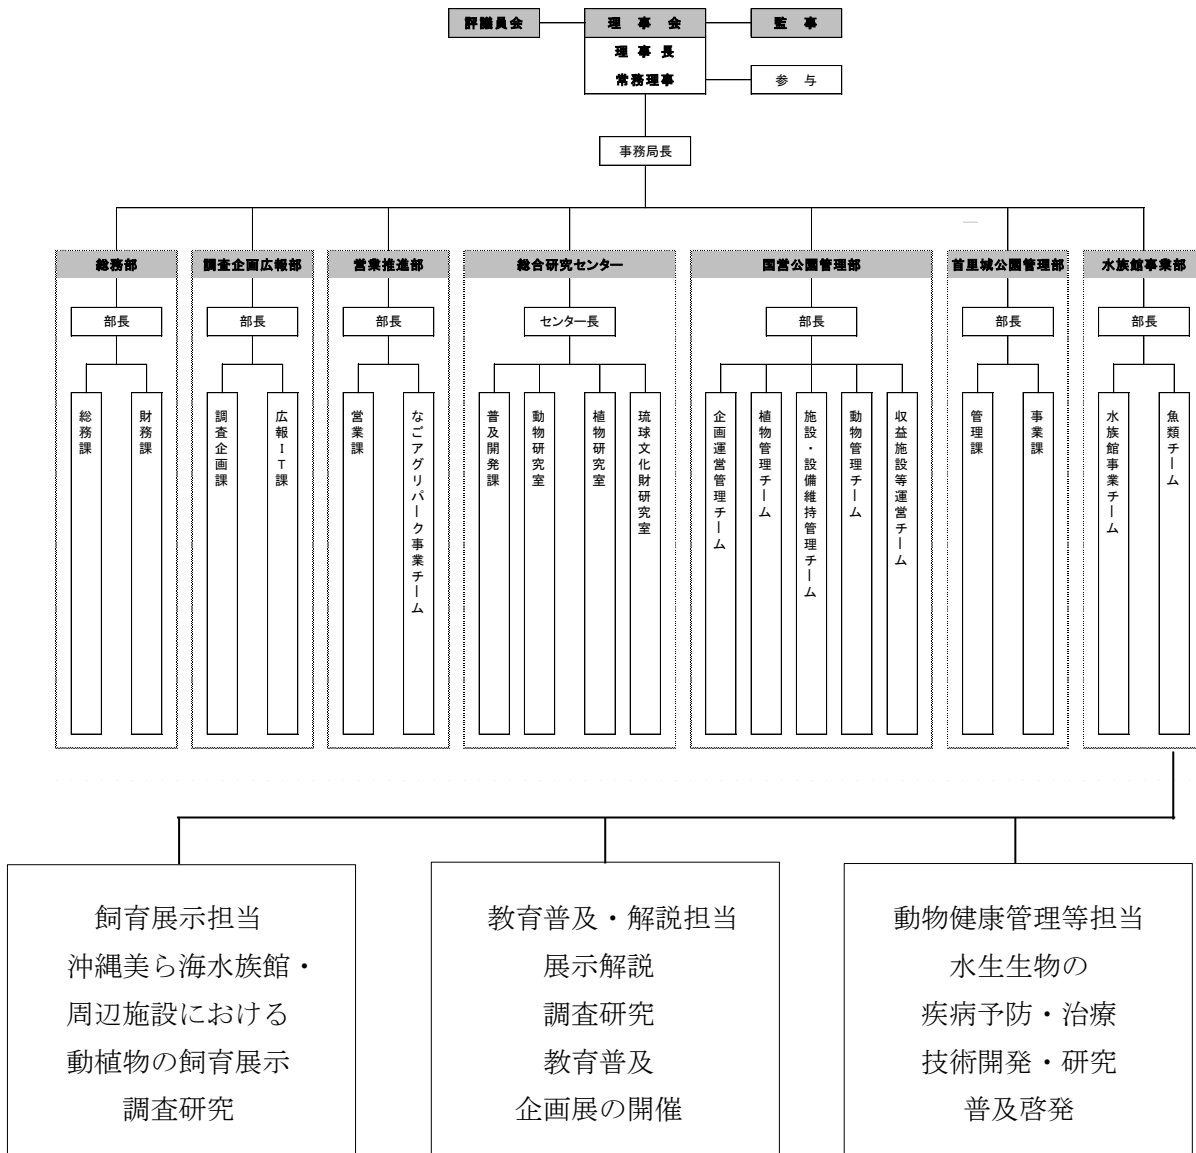 評議員会
理事会
監事
理事長
常務理事
参与
事務局長
総務部
調査企画広報部
営業推進部
総合研究センター
国営公園管理部
首里城公園管理部
水族館事業部
部長
部長
部長
センター長
部長
部長
部長
総務課
財務課
調査企画課
広報IT課
営業課
なごアグリパーク事業チーム
普及開発課
動物研究室
植物研究室
琉球文化財研究室
企画運営管理チーム
植物管理チーム
施設・設備維持管理チーム
動物管理チーム
収益施設等運営チーム
管理課
事業課
水族館事業チーム
魚類チーム
飼育展示担当
沖縄美ら海水族館・
周辺施設における
動植物の飼育展示
調査研究
教育普及・解説担当
展示解説
調査研究
教育普及
企画展の開催
動物健康管理等担当
水生生物の
疾病予防・治療
技術開発・研究
普及啓発